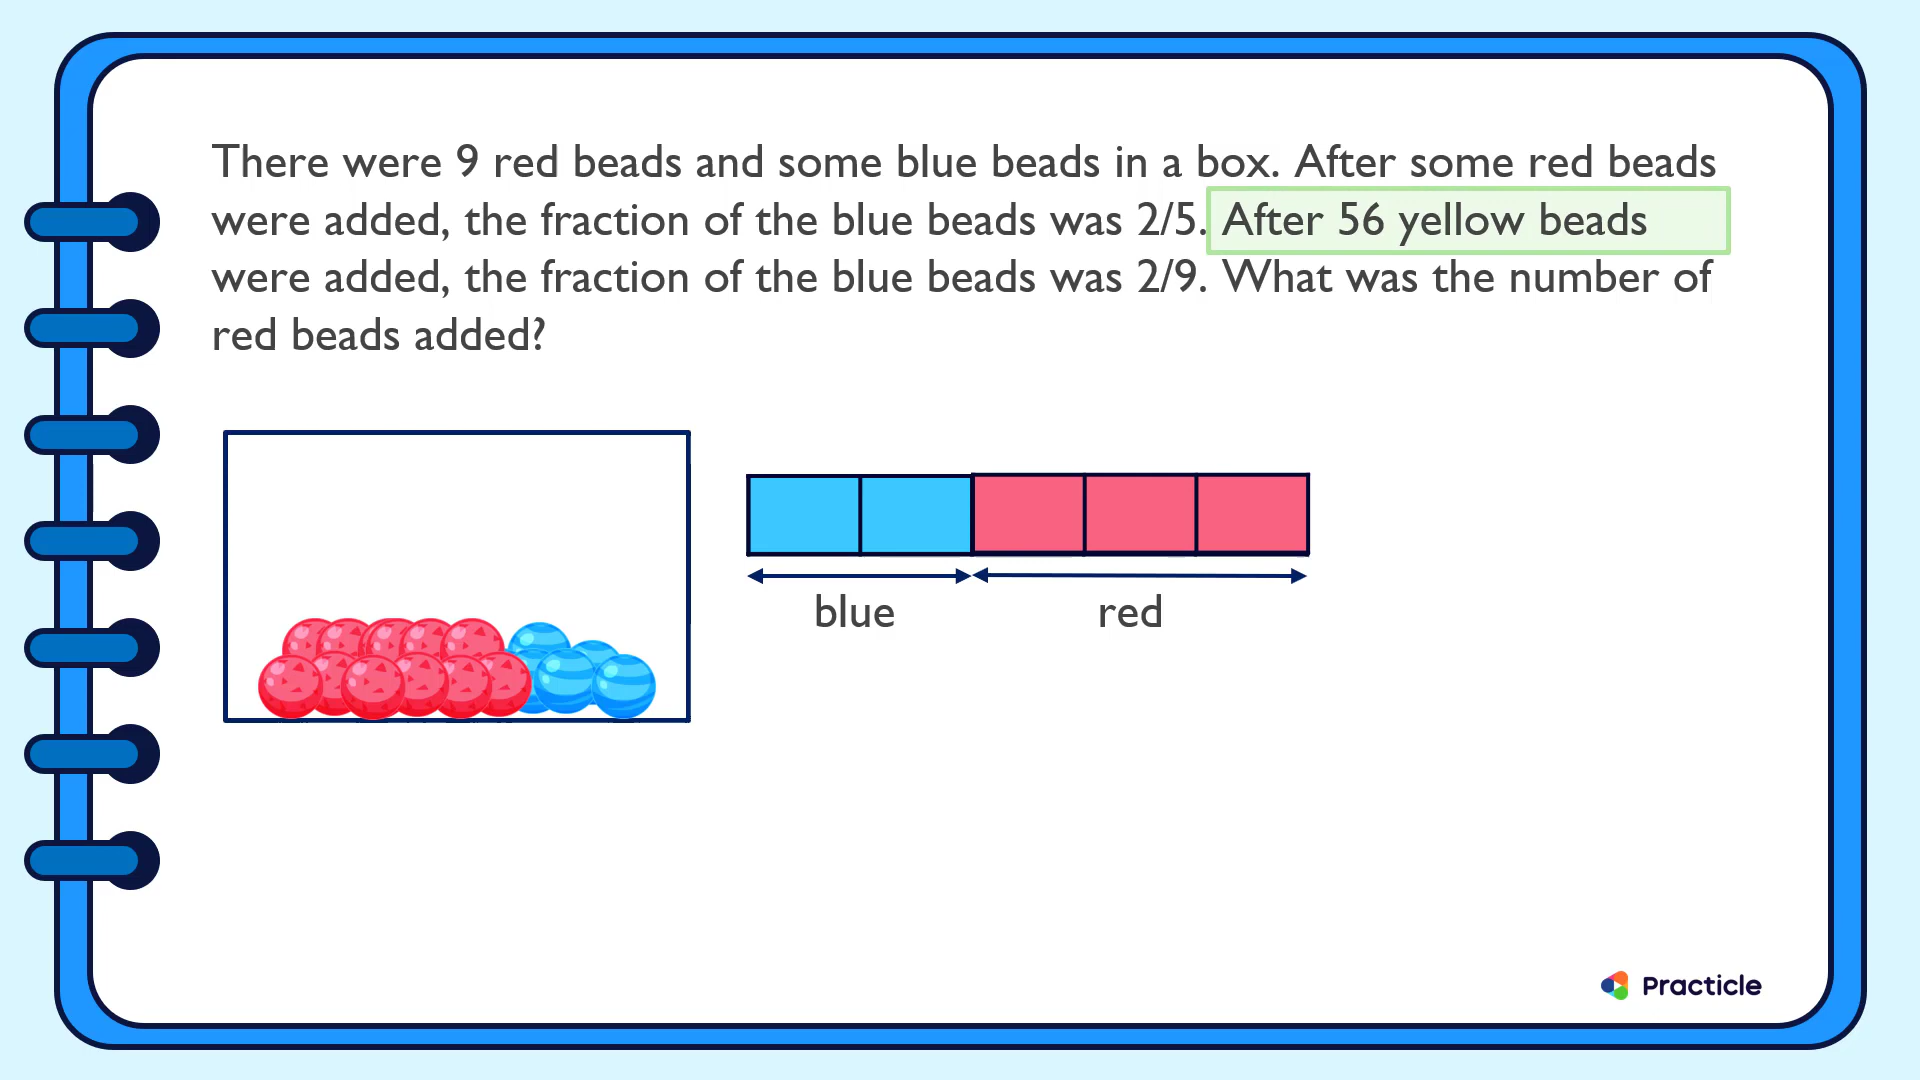 There were 9 red beads and some blue beads in a box. After some red beads
were added, the fraction of the blue beads was 2/5. After 56 yellow beads
were added, the fraction of the blue beads was 2/9. What was the number of
red beads added?
blue
red
Practicle